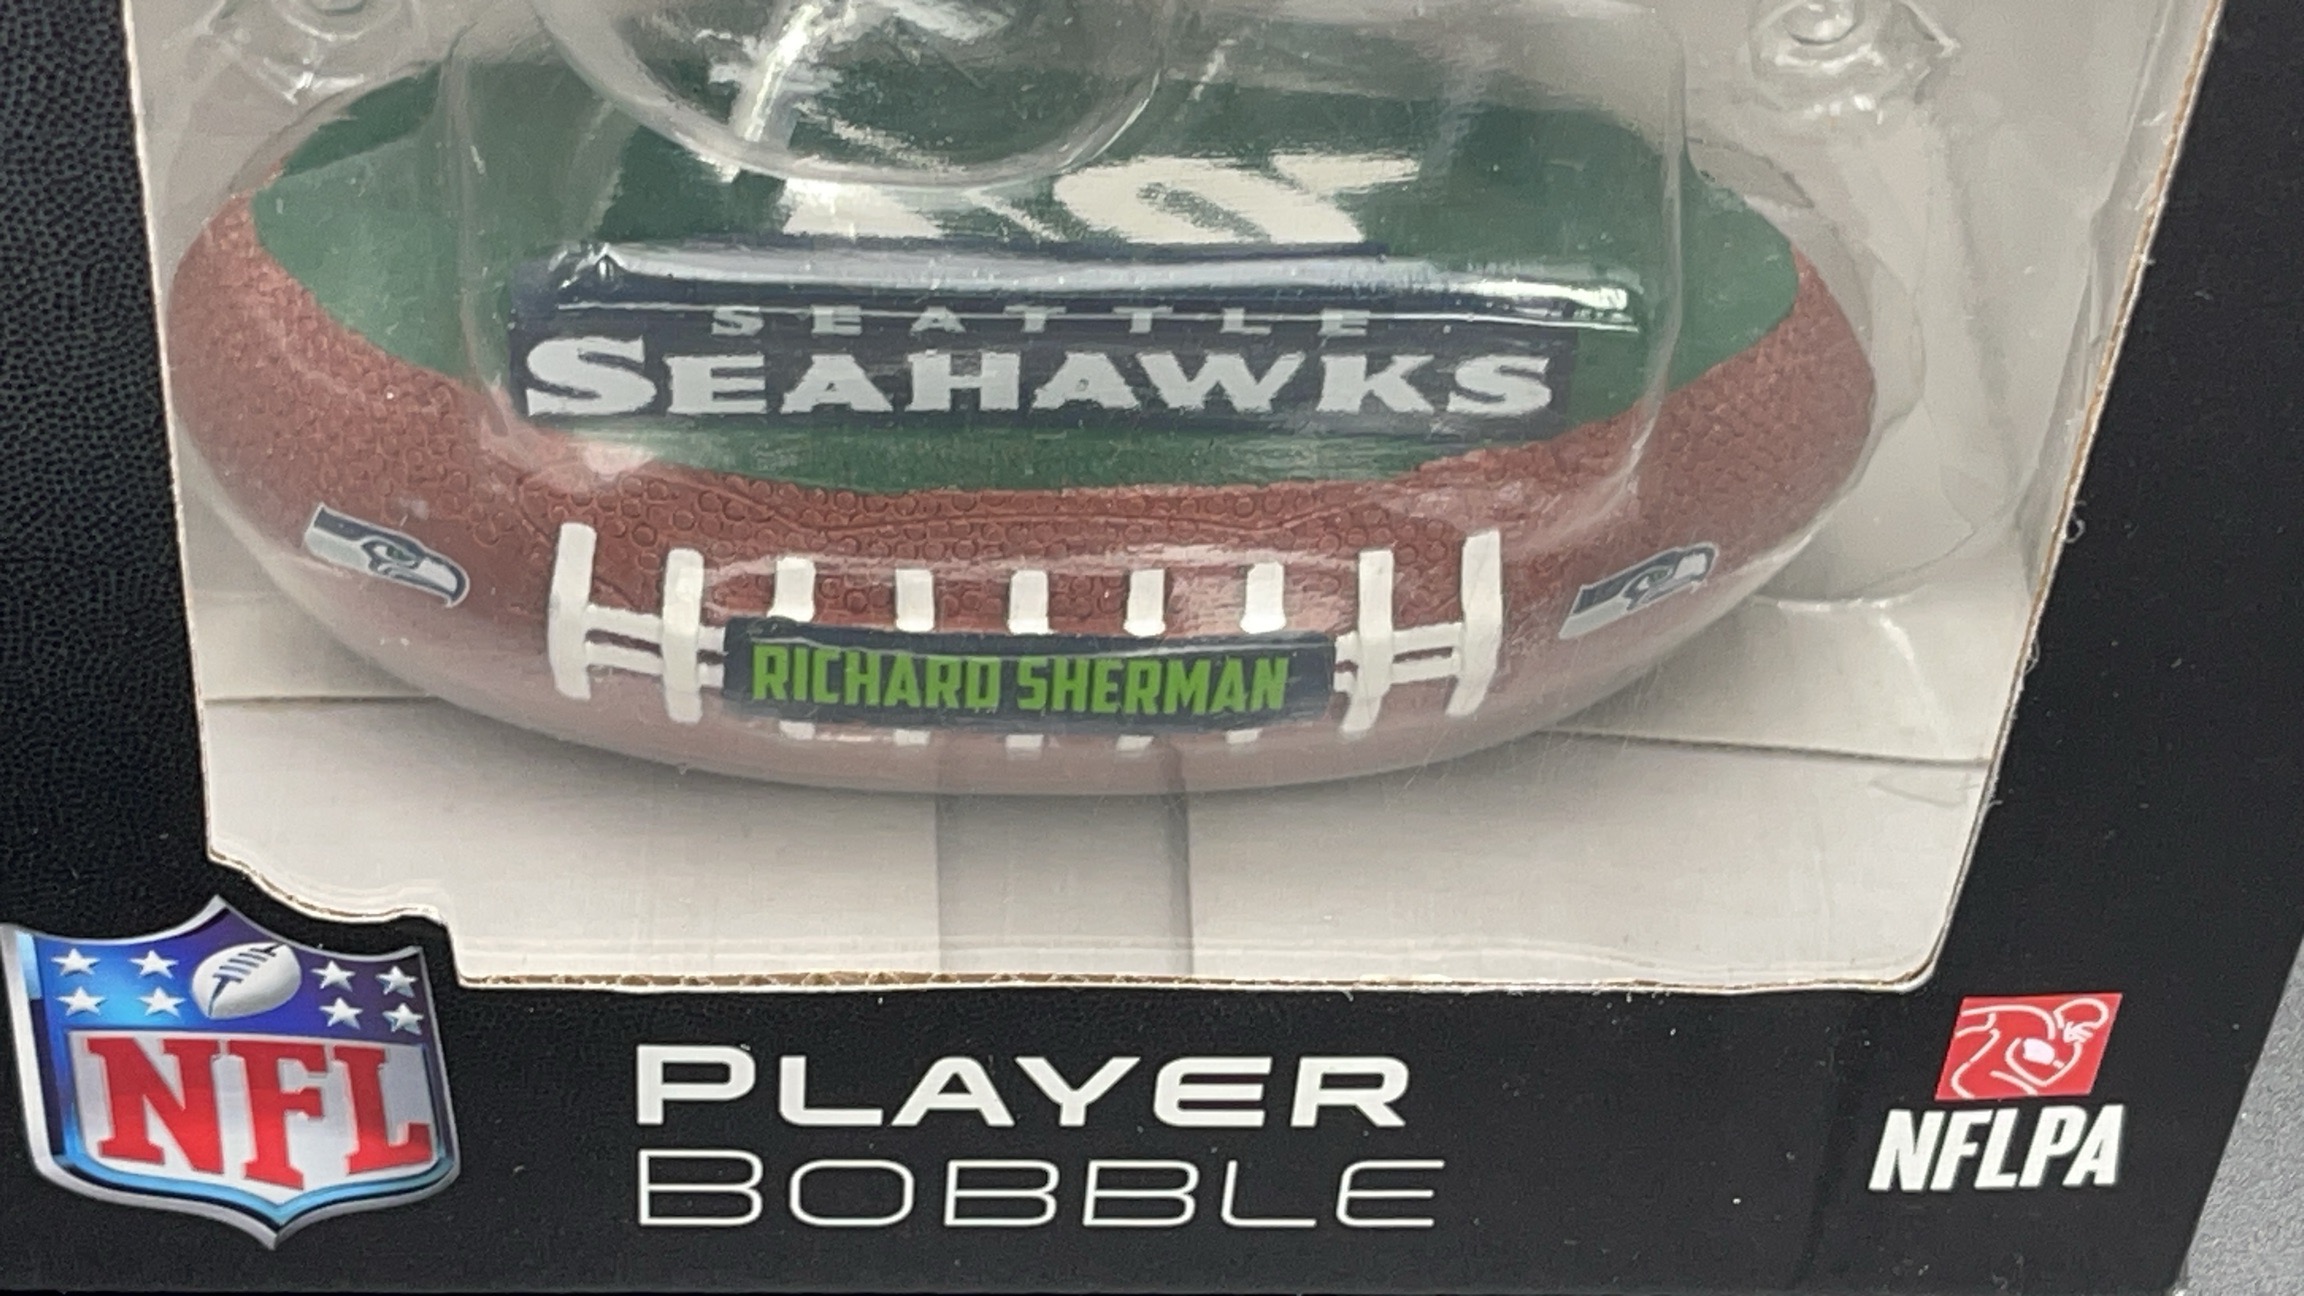 SEATTLE
SEAHAWKS
RICHARD SHERMAN
NFL
PLAYER
BOBBLE
NFLPA